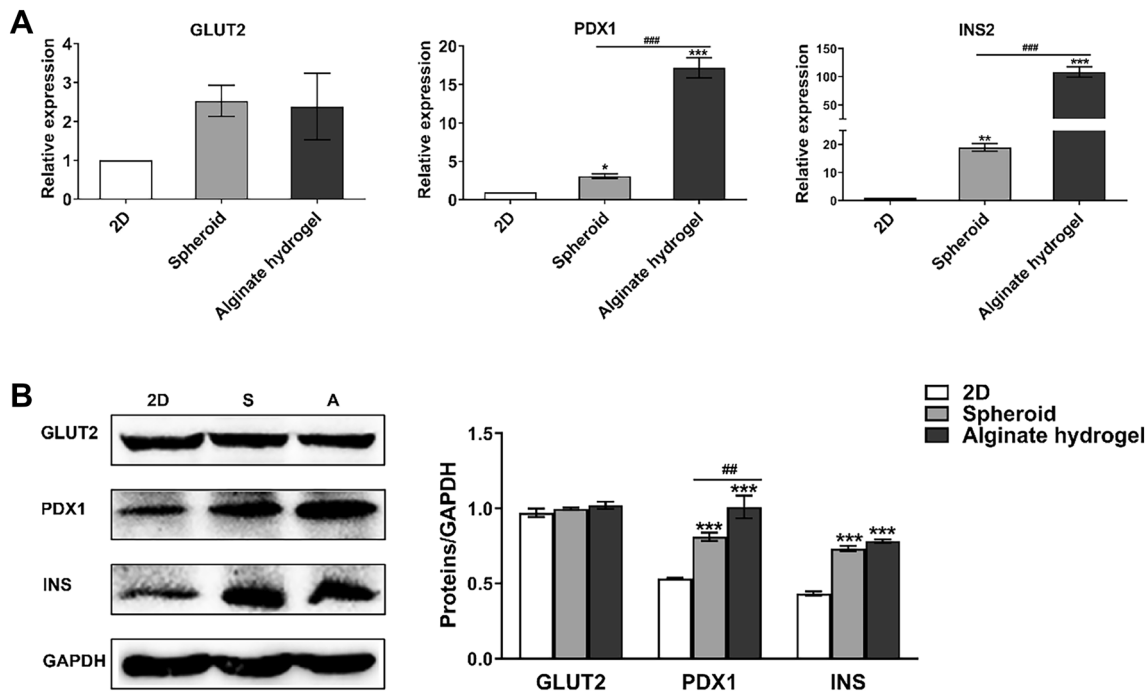 A
GLUT2
Relative expression
4
3
2
1
0
2D
Spheroid
Alginate hydrogel
PDX1
Relative expression
20
15
10
5
0
###
*
***
2D
Spheroid
Alginate hydrogel
INS2
Relative expression
150
125
100
75
50
25
20
10
0
###
**
***
2D
Spheroid
Alginate hydrogel
B
2D S A
GLUT2
PDX1
INS
GAPDH
2D
Spheroid
Alginate hydrogel
Proteins/GAPDH
1.5
1.0
0.5
0.0
##
***
***
***
***
GLUT2 PDX1 INS